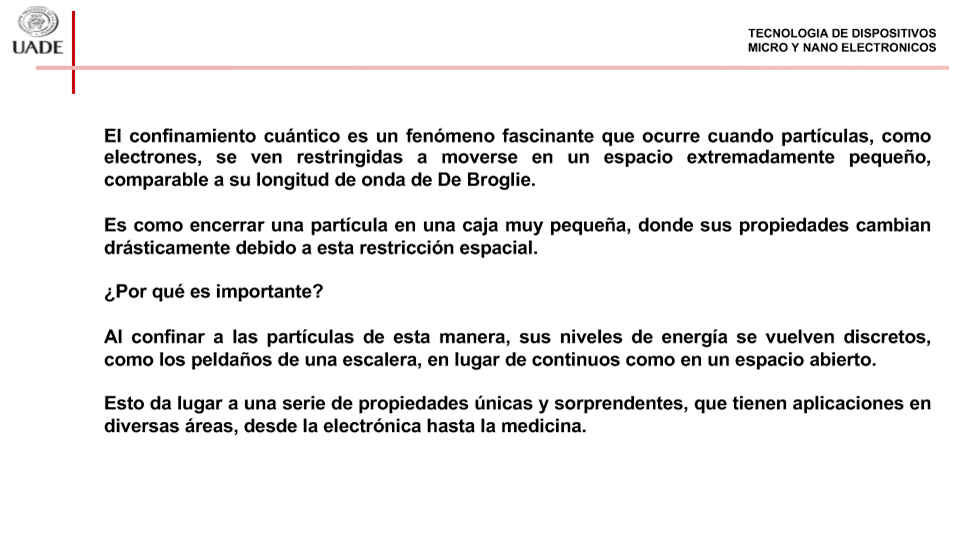 UADE
TECNOLOGIA DE DISPOSITIVOS
MICRO Y NANO ELECTRONICOS
El confinamiento cuántico es un fenómeno fascinante que ocurre cuando partículas, como
electrones, se ven restringidas a moverse en un espacio extremadamente pequeño,
comparable a su longitud de onda de De Broglie.
Es como encerrar una partícula en una caja muy pequeña, donde sus propiedades cambian
drásticamente debido a esta restricción espacial.
¿Por qué es importante?
Al confinar a las partículas de esta manera, sus niveles de energía se vuelven discretos,
como los peldaños de una escalera, en lugar de continuos como en un espacio abierto.
Esto da lugar a una serie de propiedades únicas y sorprendentes, que tienen aplicaciones en
diversas áreas, desde la electrónica hasta la medicina.